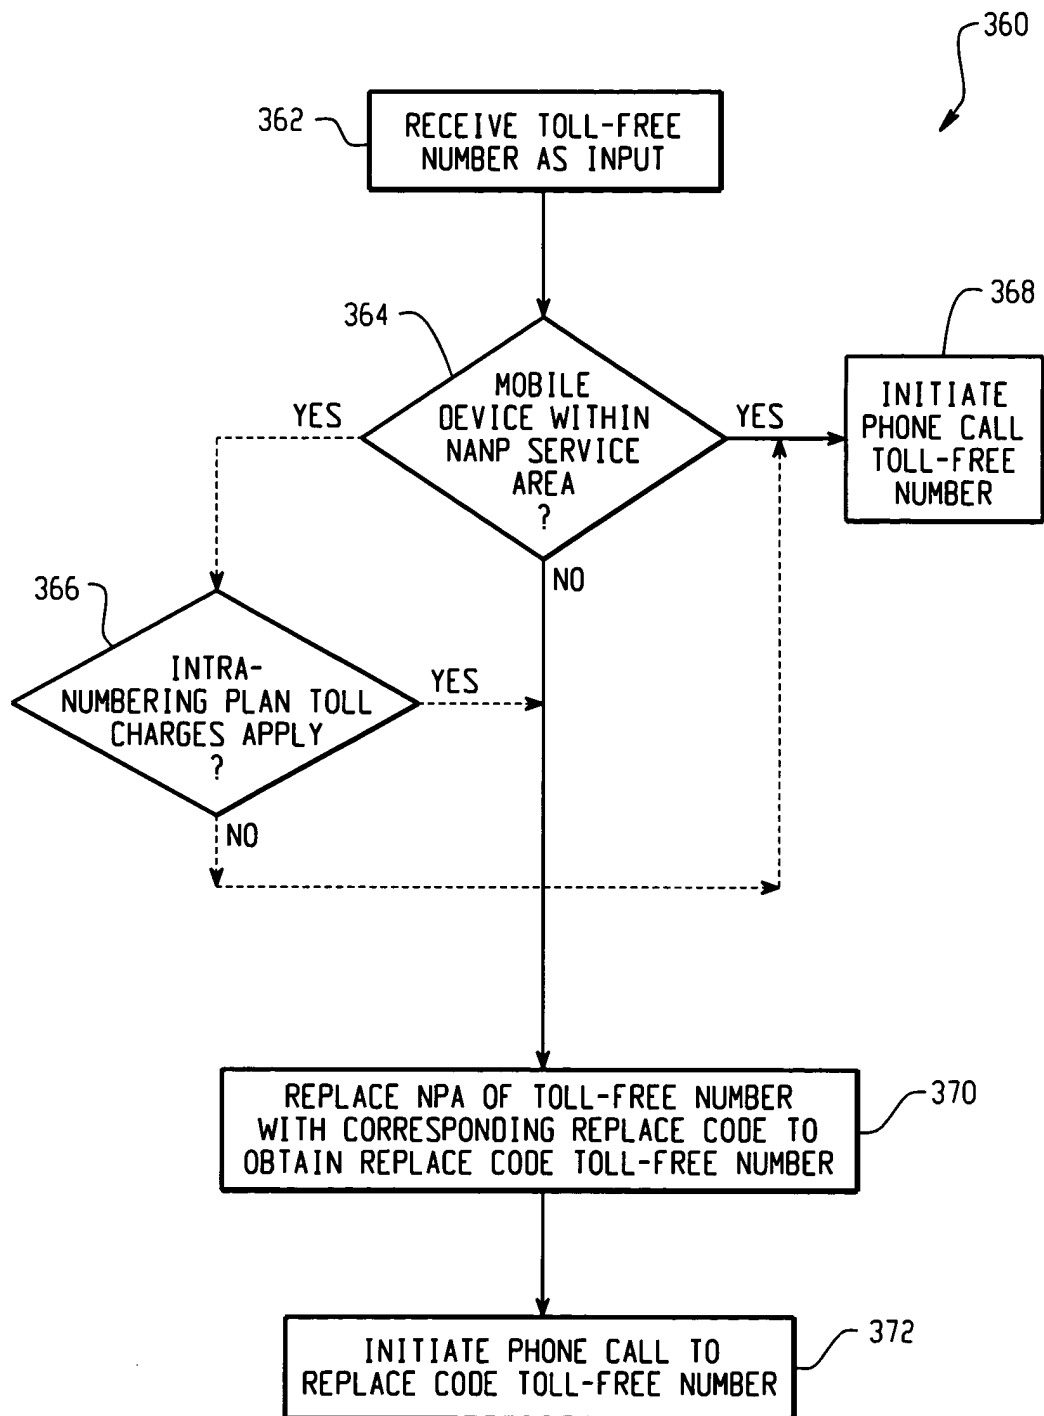 360
362
RECEIVE TOLL-FREE
NUMBER AS INPUT
364
MOBILE
DEVICE WITHIN
NANP SERVICE
AREA
?
YES
YES
NO
368
INITIATE
PHONE CALL
TOLL-FREE
NUMBER
366
INTRA-
NUMBERING PLAN TOLL
CHARGES APPLY
?
YES
NO
370
REPLACE NPA OF TOLL-FREE NUMBER
WITH CORRESPONDING REPLACE CODE TO
OBTAIN REPLACE CODE TOLL-FREE NUMBER
372
INITIATE PHONE CALL TO
REPLACE CODE TOLL-FREE NUMBER